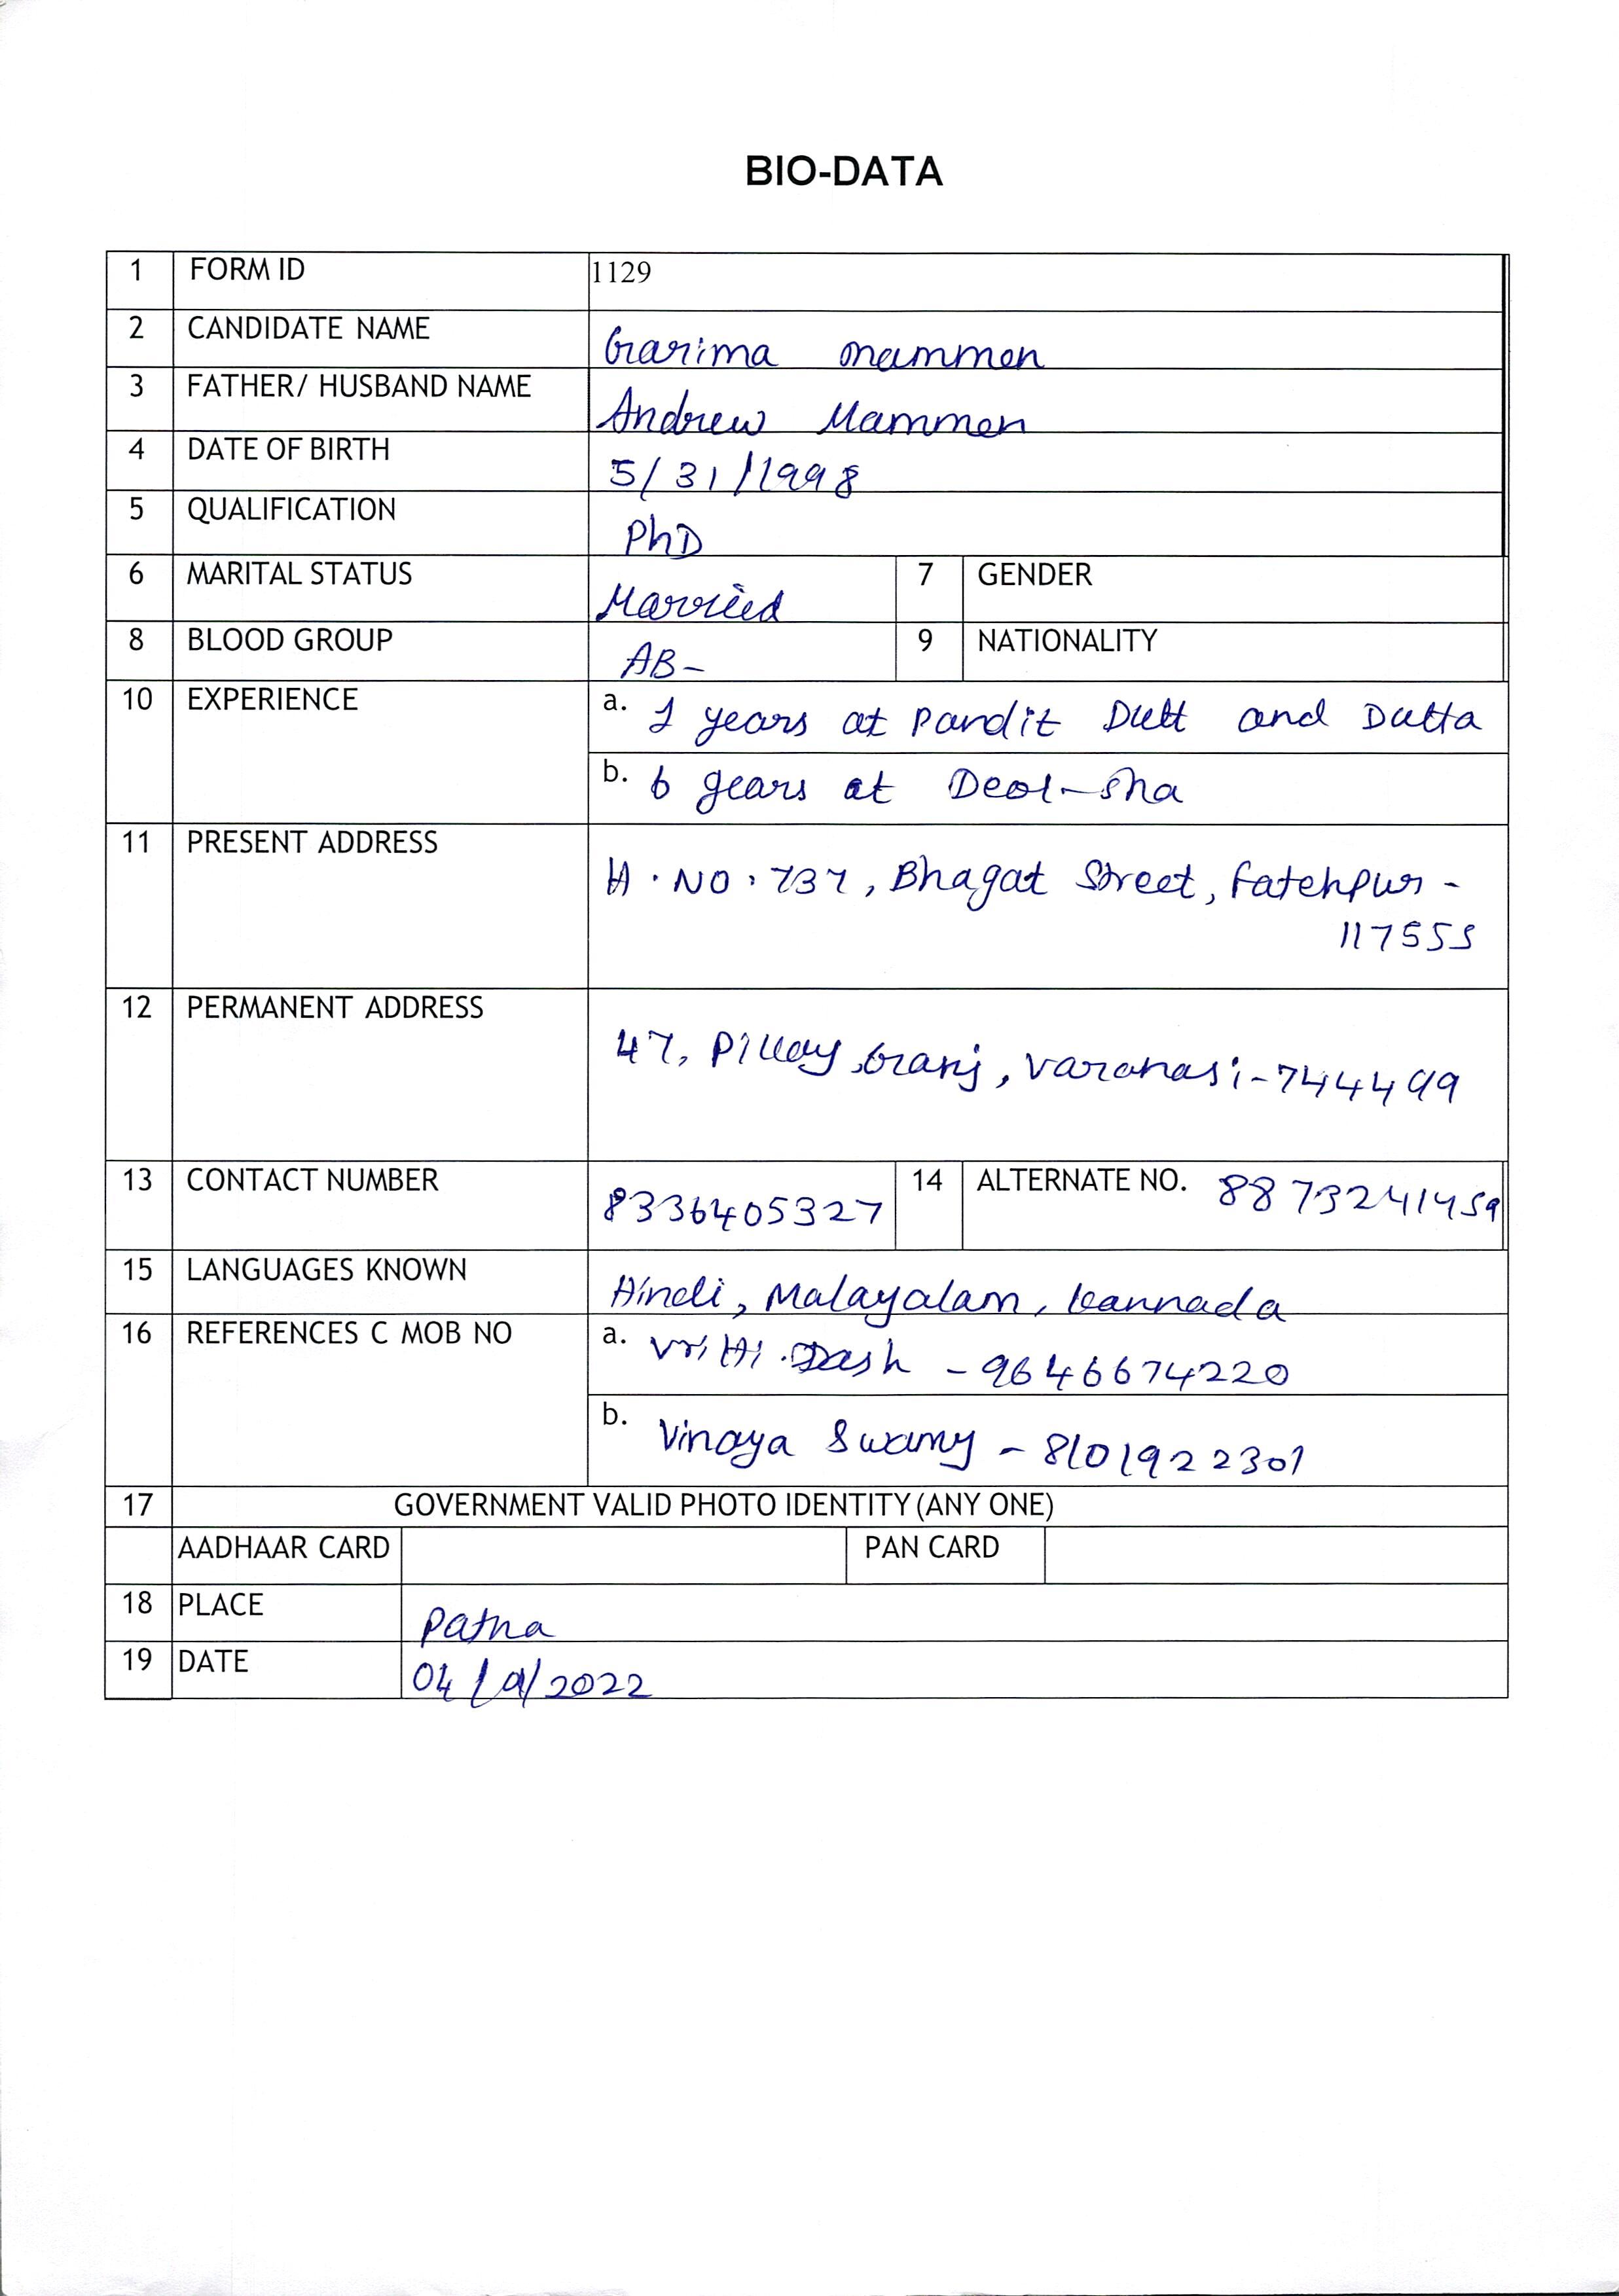 BIO-DATA
1 FORM ID 1129
2 CANDIDATE NAME Garima Mammen
3 FATHER/ HUSBAND NAME Andrew Mammen
4 DATE OF BIRTH 5/31/1998
5 QUALIFICATION PhD
6 MARITAL STATUS Married 7 GENDER
8 BLOOD GROUP AB- 9 NATIONALITY
10 EXPERIENCE a. 1 years at Pandit Dutt and Dutta
b. 6 years at Deol-Sha
11 PRESENT ADDRESS H.NO.737, Bhagat Street, Fatehpur -
117555
12 PERMANENT ADDRESS 47, Pillay Ganj, Varanasi-744499
13 CONTACT NUMBER 8336405327 14 ALTERNATE NO. 8873241459
15 LANGUAGES KNOWN Hindi, Malayalam, Kannada
16 REFERENCES C MOB NO a. Dash - 9646674220
b. Vinaya Swamy - 8101922301
17 GOVERNMENT VALID PHOTO IDENTITY (ANY ONE)
AADHAAR CARD PAN CARD
18 PLACE Patna
19 DATE